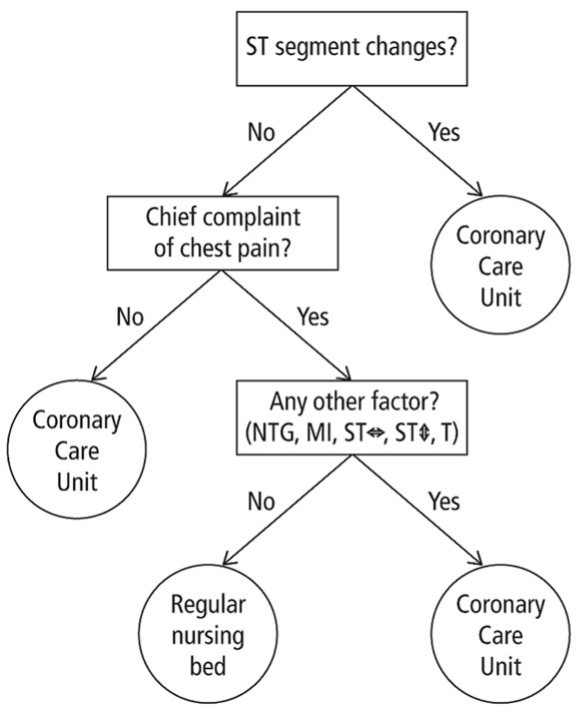 ST segment changes?
No
Yes
Chief complaint
of chest pain?
Coronary
Care
Unit
No
Yes
Coronary
Care
Unit
Any other factor?
(NTG, MI, ST⇔, ST⇕, T)
No
Yes
Regular
nursing
bed
Coronary
Care
Unit